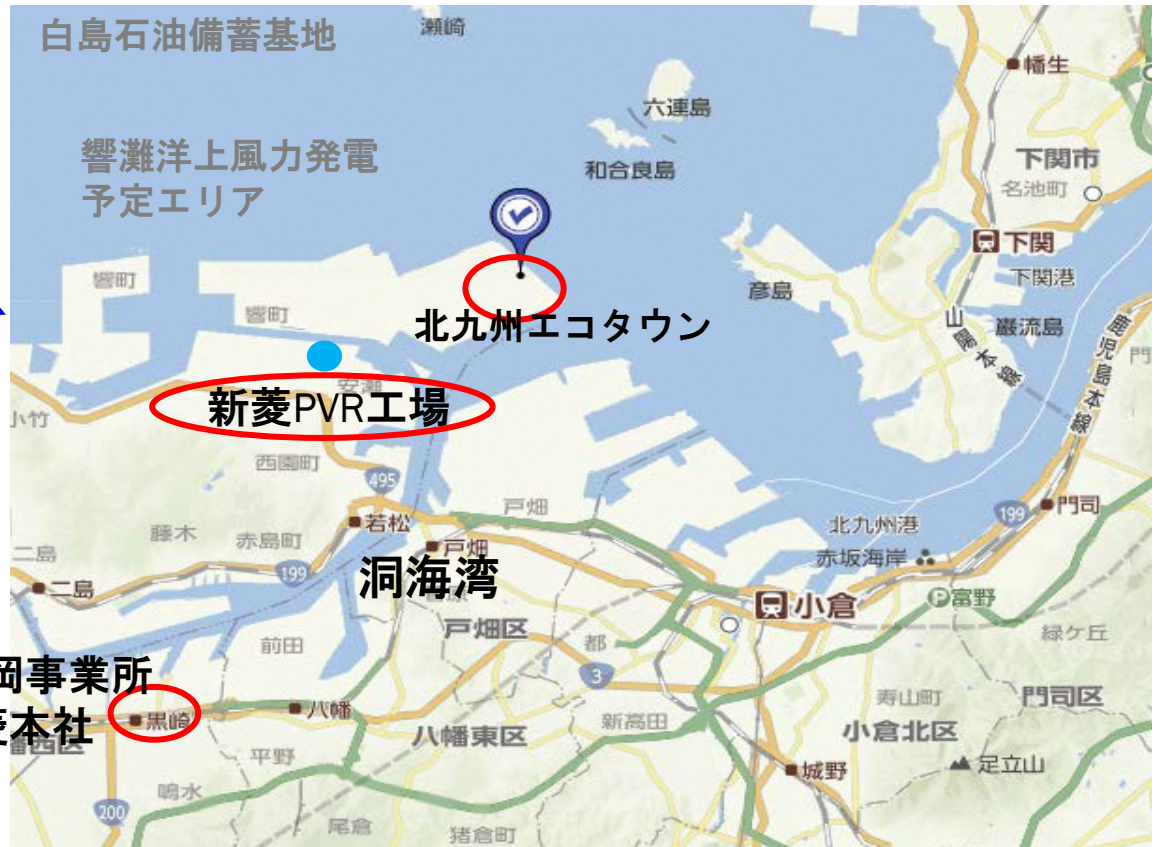 白島石油備蓄基地
瀬崎
幡生
六連島
響灘洋上風力発電
予定エリア
和合良島
下関市
名池町
下関
下関港
響町
響町
彦島
巌流島
山陽本線
鹿児島本線
門
北九州エコタウン
安瀬
新菱PVR工場
小竹
西園町
495
戸畑
199
門司
若松
北九州港
藤木
赤島町
戸畑
赤坂海岸
二島
二島
199
洞海湾
小倉
富野
戸畑区
都
緑ケ丘
前田
3
岡事業所
寿山町
門司区
本社
黒崎
八幡
新高田
小倉北区
八幡東区
幡西区
平野
城野
足立山
鳴水
200
尾倉
猪倉町